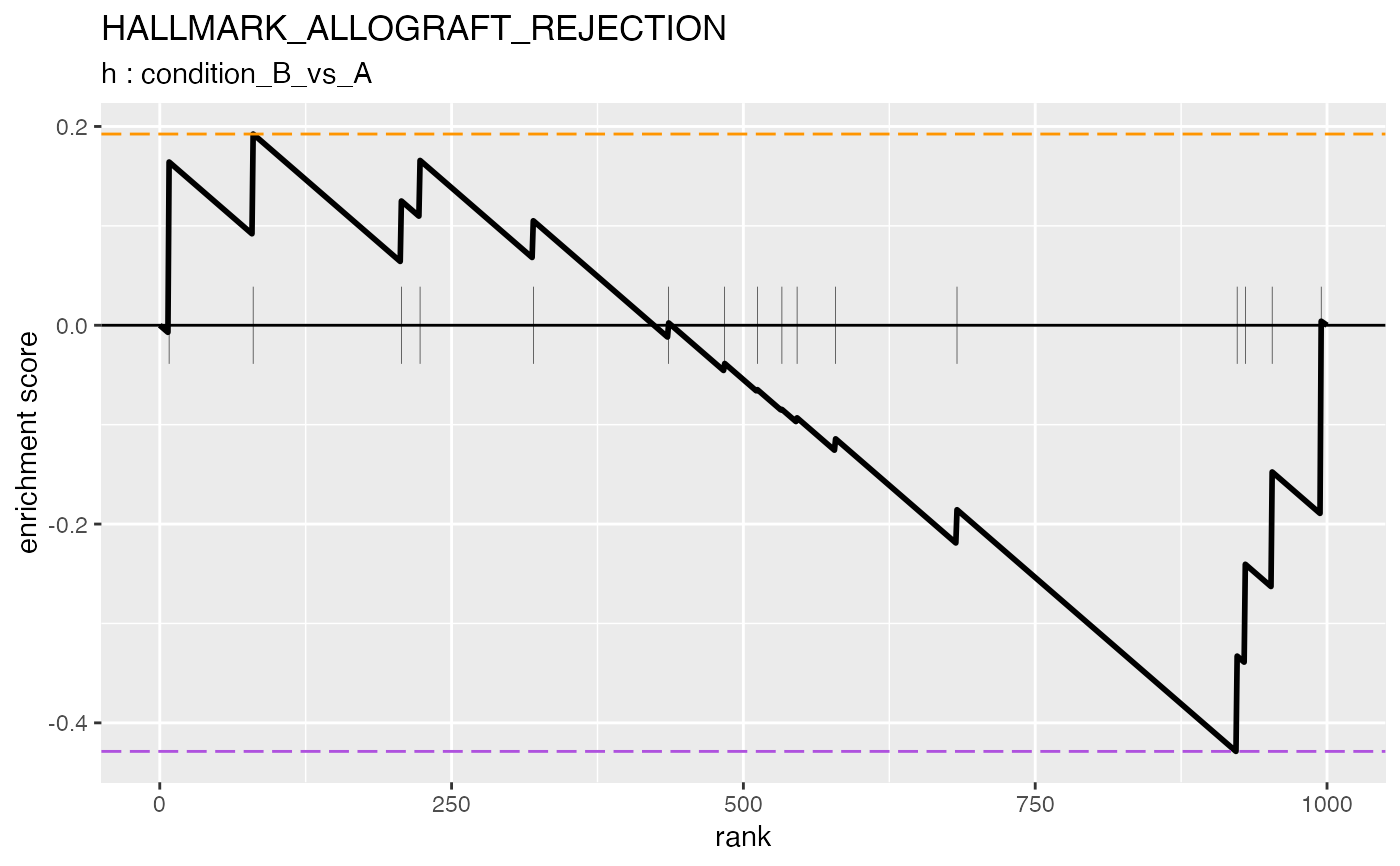 HALLMARK_ALLOGRAFT_REJECTION
h : condition_B_vs_A
enrichment score
0.2
0.0
-0.2
-0.4
0 250 500 750 1000
rank